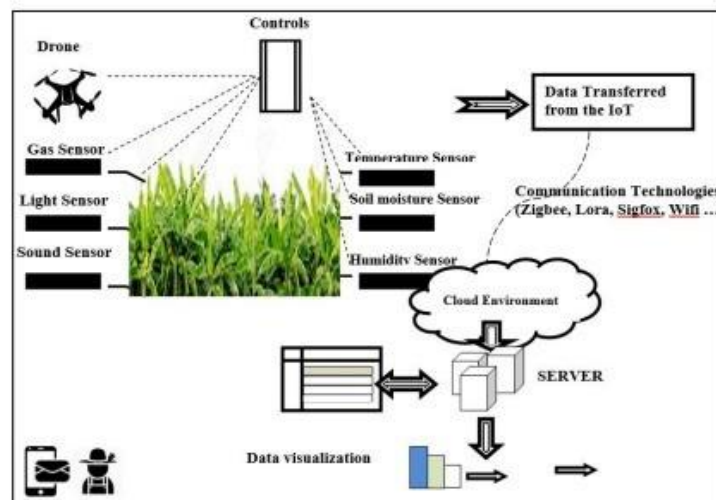 Controls
Drone
Data Transferred
from the IoT
Gas Sensor
Temperature Sensor
Light Sensor
Soil moisture Sensor
Communication Technologies
(Zigbee, Lora, Sigfox, Wifi ...
Sound Sensor
Humidity Sensor
Cloud Environment
SERVER
Data visualization